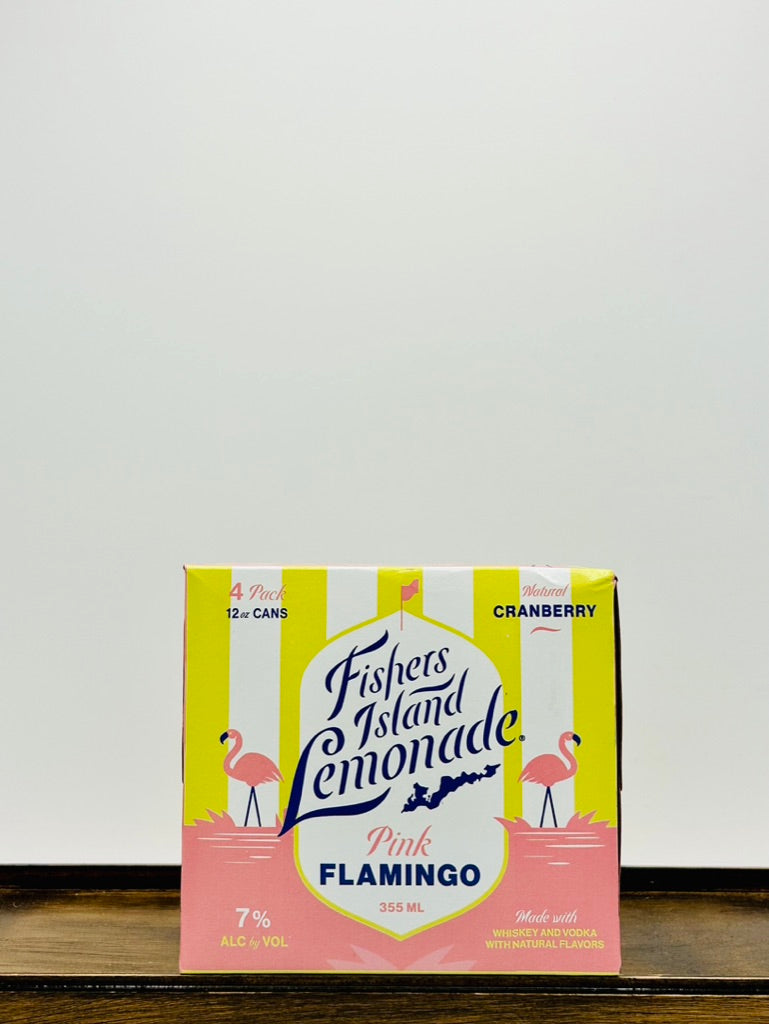 4 Pack
12oz CANS
Natural
CRANBERRY
Fishers
Island
Lemonade®
Pink
FLAMINGO
355 ML
7%
ALC by VOL
Made with
WHISKEY AND VODKA
WITH NATURAL FLAVORS